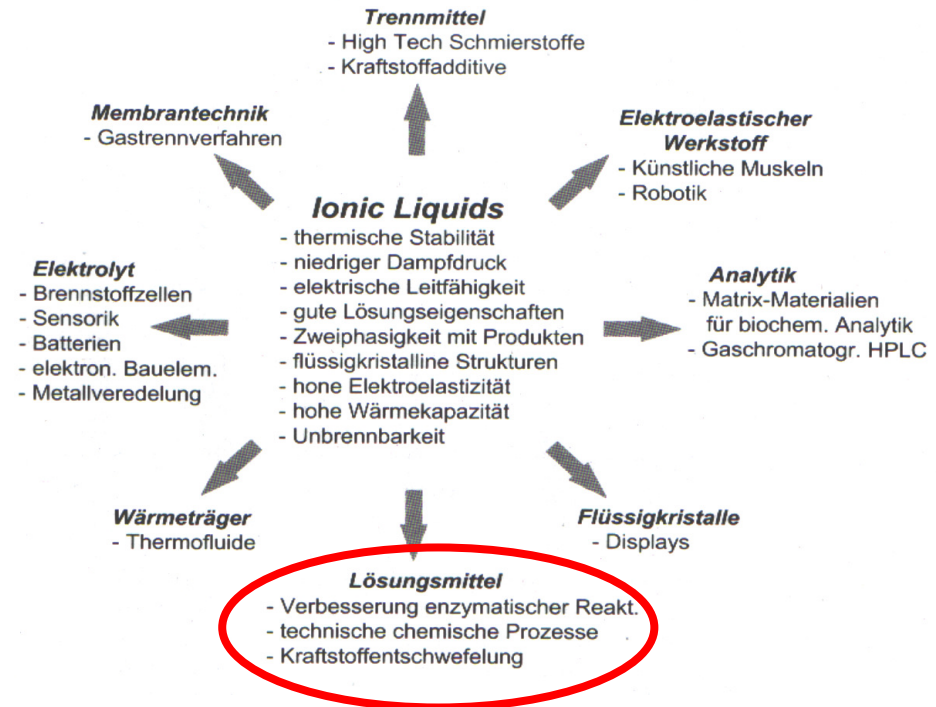 Trennmittel
- High Tech Schmierstoffe
- Kraftstoffadditive
Membrantechnik
- Gastrennverfahren
Elektroelastischer
Werkstoff
- Künstliche Muskeln
- Robotik
Ionic Liquids
- thermische Stabilität
- niedriger Dampfdruck
- elektrische Leitfähigkeit
- gute Lösungseigenschaften
- Zweiphasigkeit mit Produkten
- flüssigkristalline Strukturen
- hone Elektroelastizität
- hohe Wärmekapazität
- Unbrennbarkeit
Elektrolyt
- Brennstoffzellen
- Sensorik
- Batterien
- elektron. Bauelem.
- Metallveredelung
Analytik
- Matrix-Materialien
für biochem. Analytik
- Gaschromatogr. HPLC
Wärmeträger
- Thermofluide
Flüssigkristalle
- Displays
Lösungsmittel
- Verbesserung enzymatischer Reakt.
- technische chemische Prozesse
- Kraftstoffentschwefelung